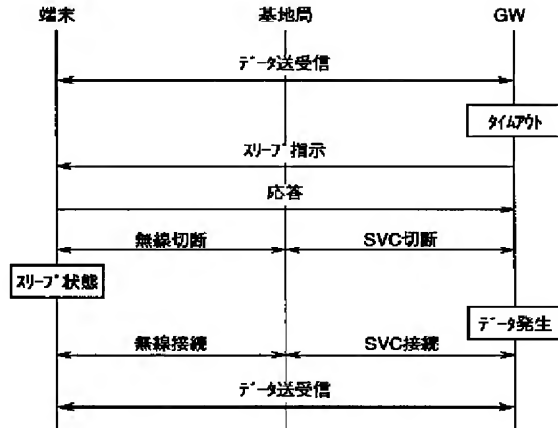 端末 基地局 GW
データ送受信
タイムアウト
スリープ指示
応答
無線切断 SVC切断
スリープ状態
データ発生
無線接続 SVC接続
データ送受信